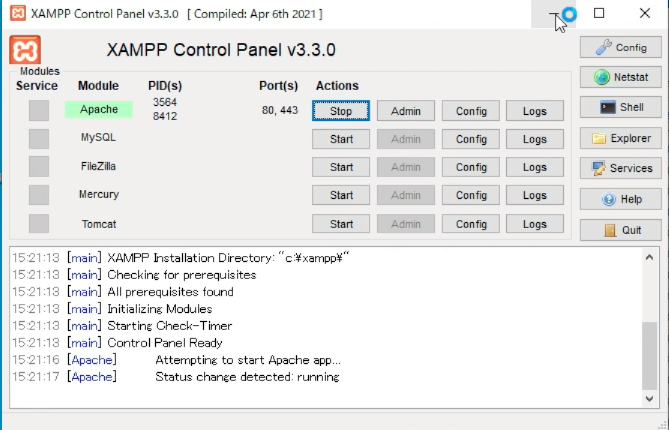 XAMPP Control Panel v3.3.0 [ Compiled: Apr 6th 2021 ]
XAMPP Control Panel v3.3.0
Config
Modules
Service Module PID(s) Port(s) Actions
Netstat
Apache 3564 8412 80, 443 Stop Admin Config Logs
Shell
MySQL Start Admin Config Logs
Explorer
FileZilla Start Admin Config Logs
Services
Mercury Start Admin Config Logs
Help
Tomcat Start Admin Config Logs
Quit
15:21:13 [main] XAMPP Installation Directory: "c:¥xampp¥"
15:21:13 [main] Checking for prerequisites
15:21:13 [main] All prerequisites found
15:21:13 [main] Initializing Modules
15:21:13 [main] Starting Check-Timer
15:21:13 [main] Control Panel Ready
15:21:16 [Apache] Attempting to start Apache app...
15:21:17 [Apache] Status change detected: running